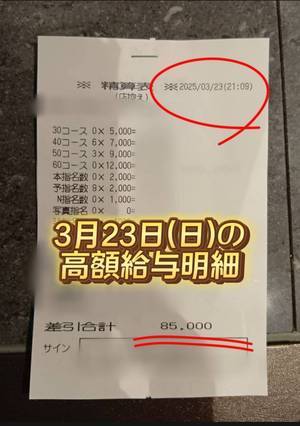 ※ 精算表 ※2025/03/23(21:09)
(店控え)
30コース 0× 5,000=
40コース 6× 7,000=
50コース 3× 9,000=
60コース 0×12,000=
本指名数 0× 2,000=
予指名数 8× 2,000=
N指名数 0× 1,000=
写真指名 0× 0=
3月23日(日)の
高額給与明細
差引合計 85,000
サイン